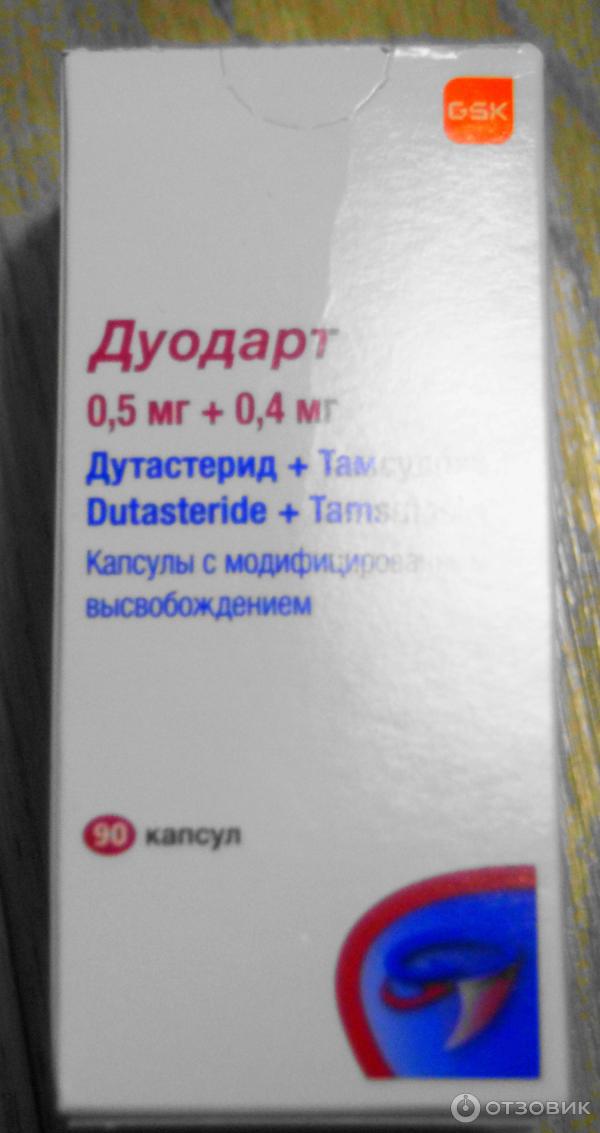 GSK
Дуодарт
0,5 мг + 0,4 мг
Дутастерид +
Dutasteride +
Капсулы с
высвобождением
90 капсул
ОТЗОВИК